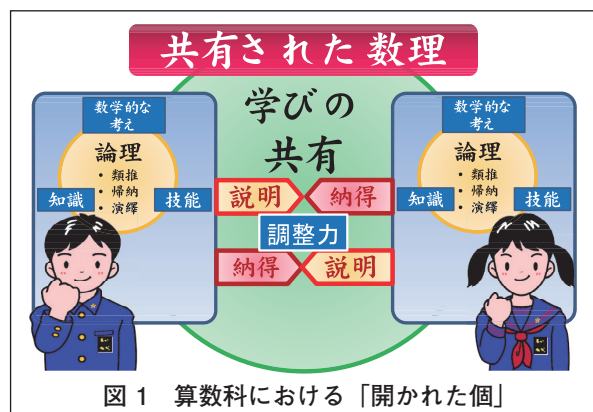 共有された数理
学びの
共有
数学的な
考え
論理
・類推
・帰納
・演繹
知識
技能
説明
納得
調整力
納得
説明
数学的な
考え
論理
・類推
・帰納
・演繹
知識
技能
図1 算数科における「開かれた個」